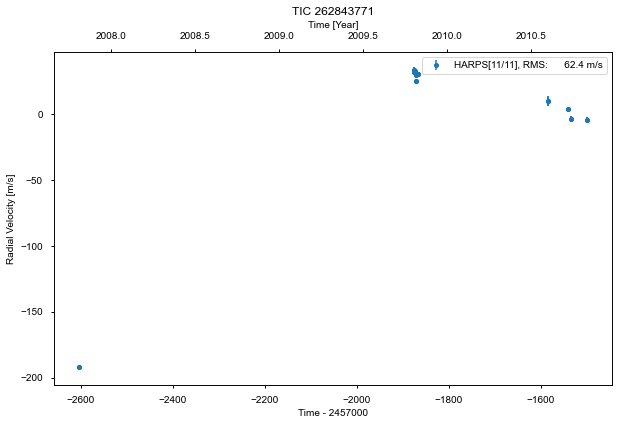 TIC 262843771
Time [Year]
2008.0 2008.5 2009.0 2009.5 2010.0 2010.5
HARPS[11/11], RMS: 62.4 m/s
0
−50
−100
−150
−200
Radial Velocity [m/s]
−2600 −2400 −2200 −2000 −1800 −1600
Time - 2457000